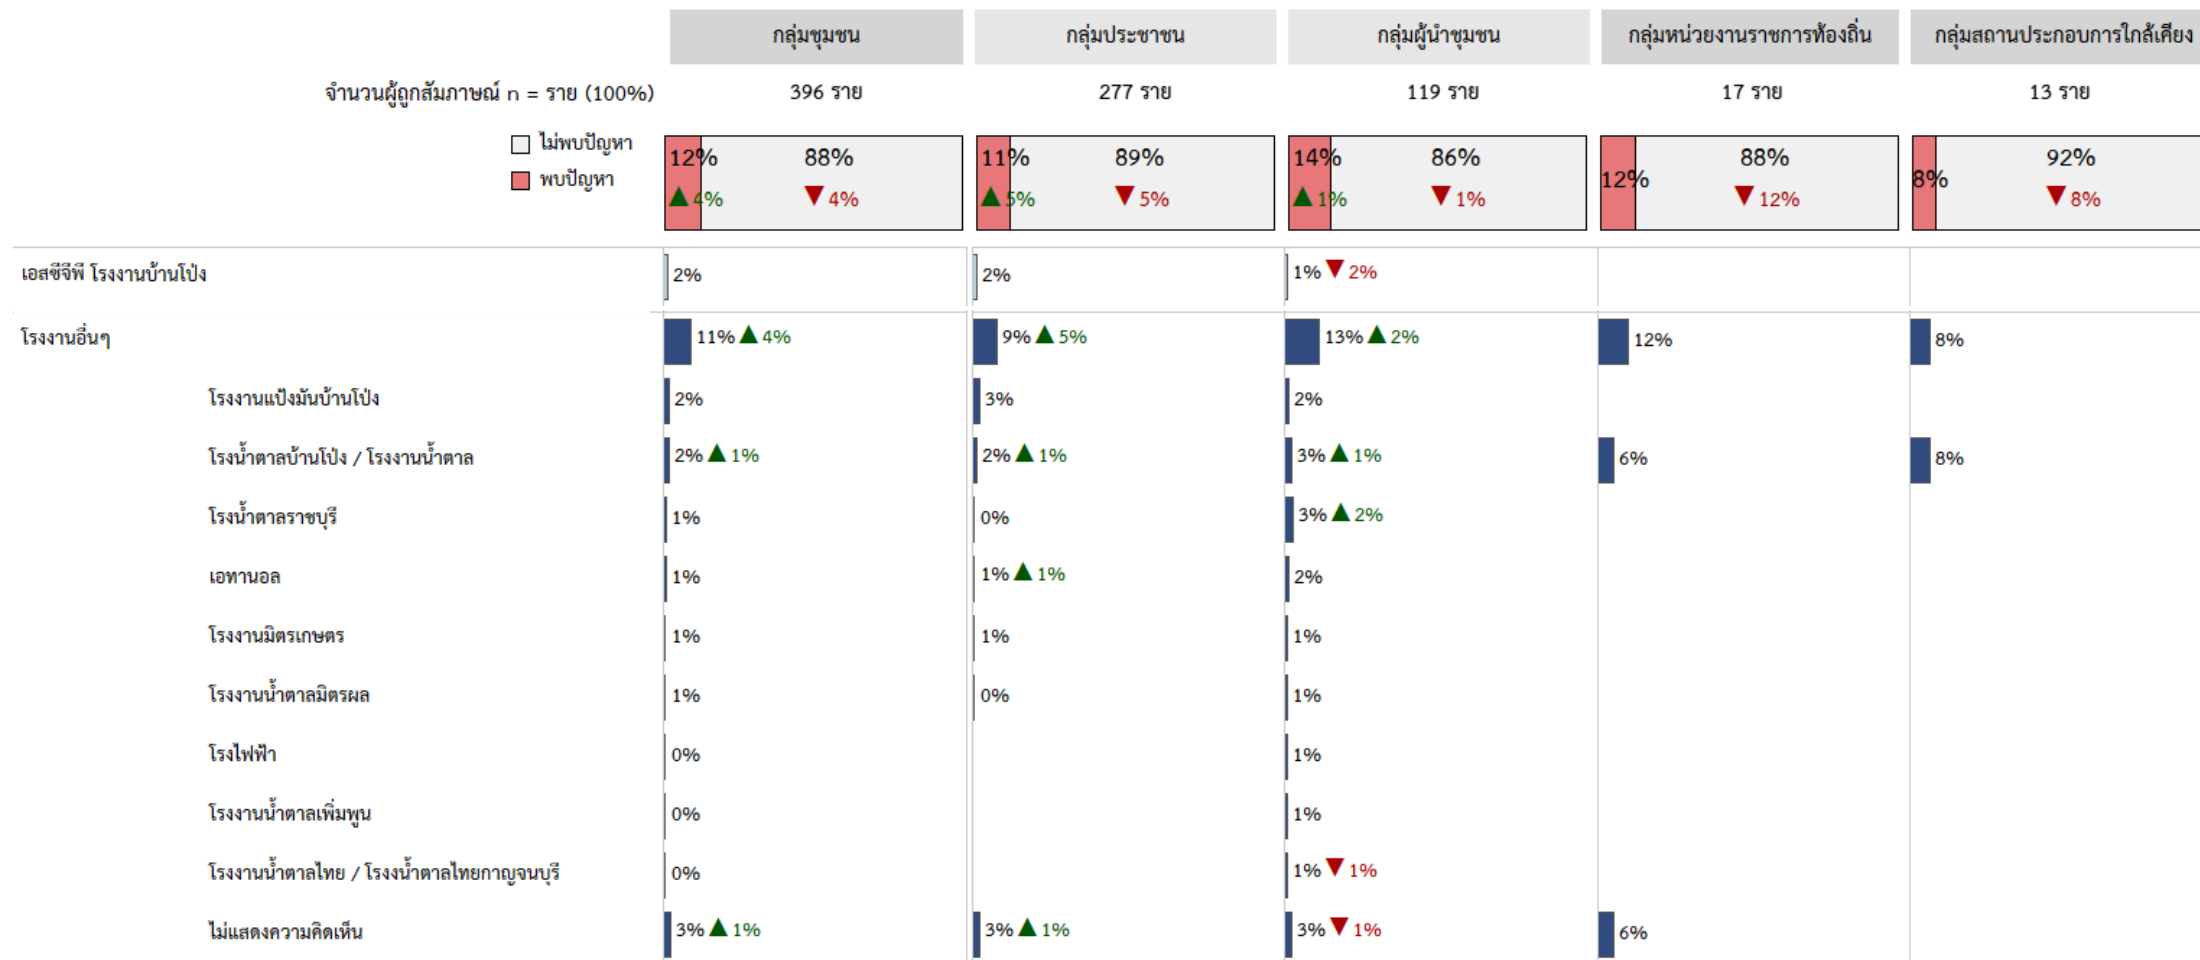 กลุ่มชุมชน กลุ่มประชาชน กลุ่มผู้นำชุมชน กลุ่มหน่วยงานราชการท้องถิ่น กลุ่มสถานประกอบการใกล้เคียง
จำนวนผู้ถูกสัมภาษณ์ n = ราย (100%) 396 ราย 277 ราย 119 ราย 17 ราย 13 ราย
ไม่พบปัญหา
พบปัญหา
12% 88% 11% 89% 14% 86% 12% 88% 8% 92%
▲4% ▼4% ▲5% ▼5% ▲1% ▼1% ▼12% ▼8%
เอสซีจีพี โรงงานบ้านโป่ง 2% 2% 1% ▼2%
โรงงานอื่นๆ 11% ▲4% 9% ▲5% 13% ▲2% 12% 8%
โรงงานแป้งมันบ้านโป่ง 2% 3% 2%
โรงน้ำตาลบ้านโป่ง / โรงงานน้ำตาล 2% ▲1% 2% ▲1% 3% ▲1% 6% 8%
โรงน้ำตาลราชบุรี 1% 0% 3% ▲2%
เอทานอล 1% 1% ▲1% 2%
โรงงานมิตรเกษตร 1% 1% 1%
โรงงานน้ำตาลมิตรผล 1% 0% 1%
โรงไฟฟ้า 0% 1%
โรงงานน้ำตาลเพิ่มพูน 0% 1%
โรงงานน้ำตาลไทย / โรงงน้ำตาลไทยกาญจนบุรี 0% 1% ▼1%
ไม่แสดงความคิดเห็น 3% ▲1% 3% ▲1% 3% ▼1% 6%